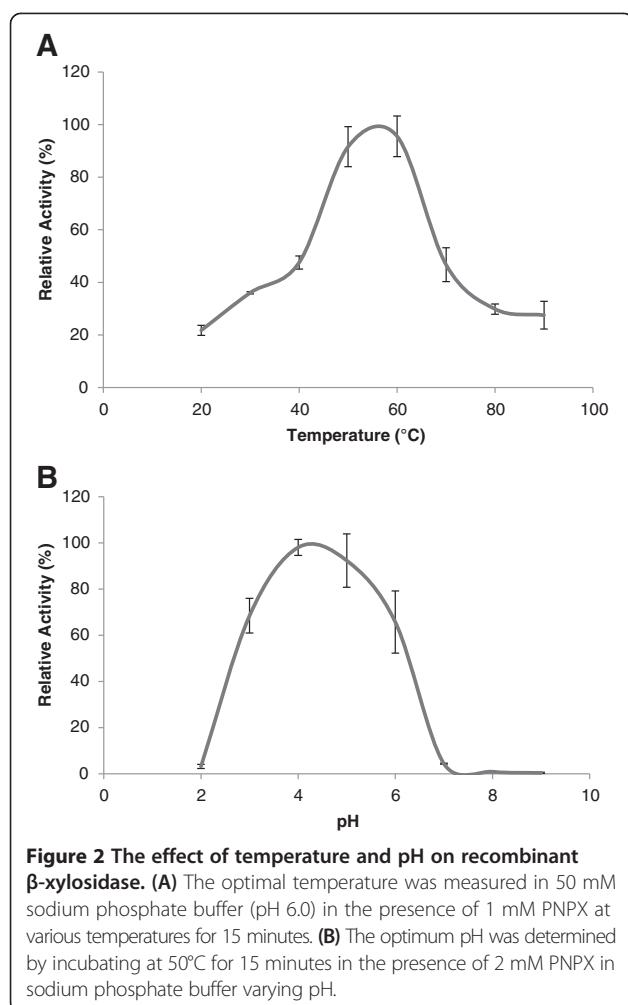 A
120
100
80
60
40
20
0
Relative Activity (%)
0 20 40 60 80 100
Temperature (°C)
B
120
100
80
60
40
20
0
Relative Activity (%)
0 2 4 6 8 10
pH
Figure 2 The effect of temperature and pH on recombinant
β-xylosidase. (A) The optimal temperature was measured in 50 mM
sodium phosphate buffer (pH 6.0) in the presence of 1 mM PNPX at
various temperatures for 15 minutes. (B) The optimum pH was determined
by incubating at 50°C for 15 minutes in the presence of 2 mM PNPX in
sodium phosphate buffer varying pH.